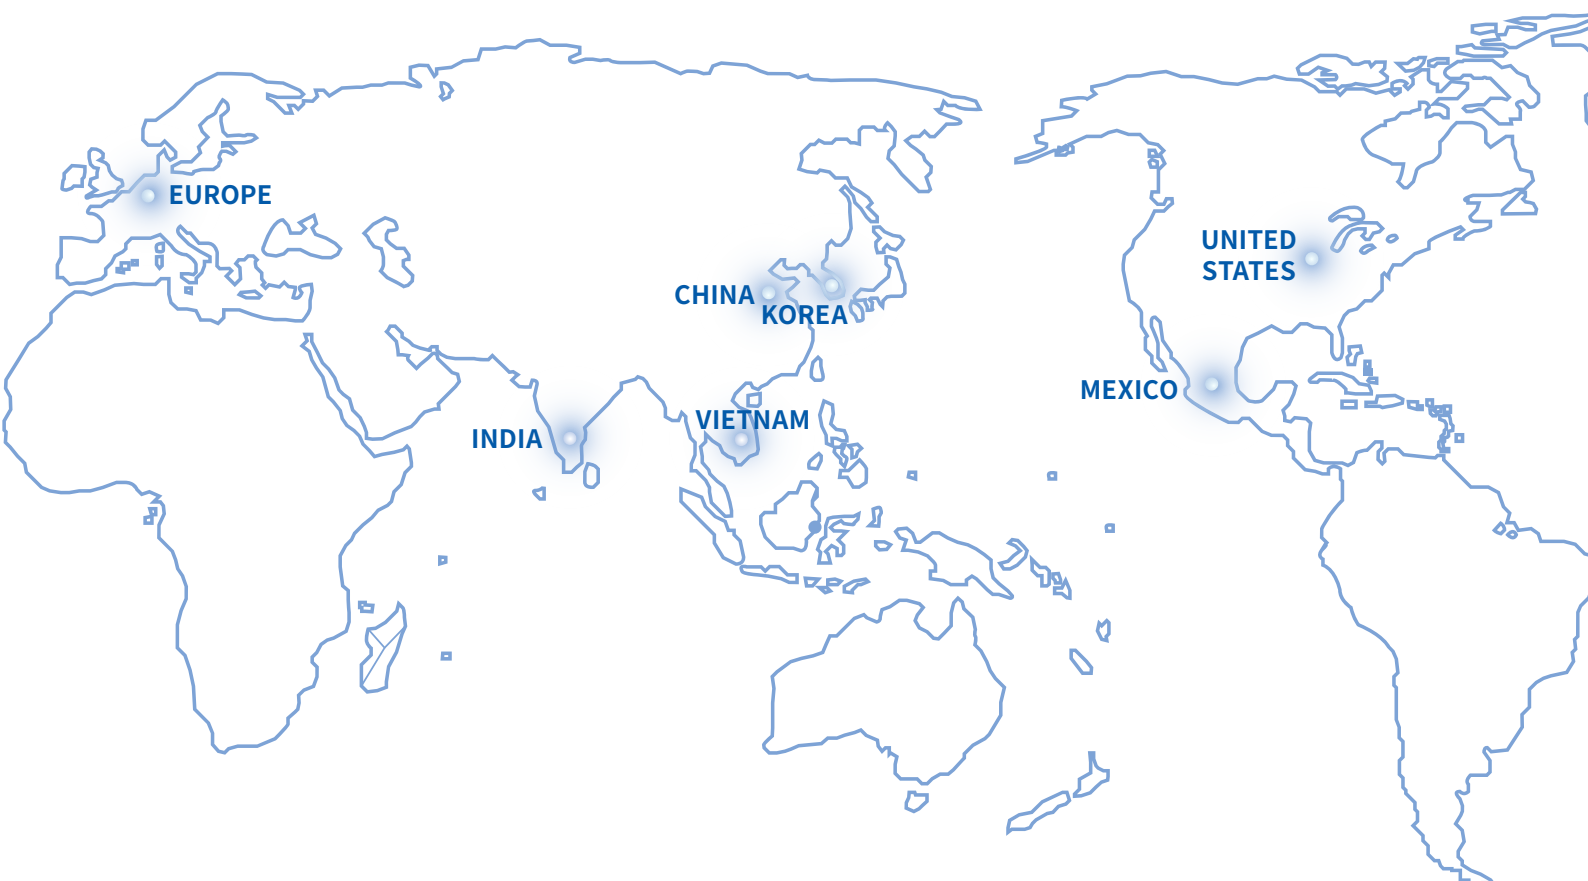 EUROPE
UNITED
STATES
CHINA
KOREA
MEXICO
VIETNAM
INDIA